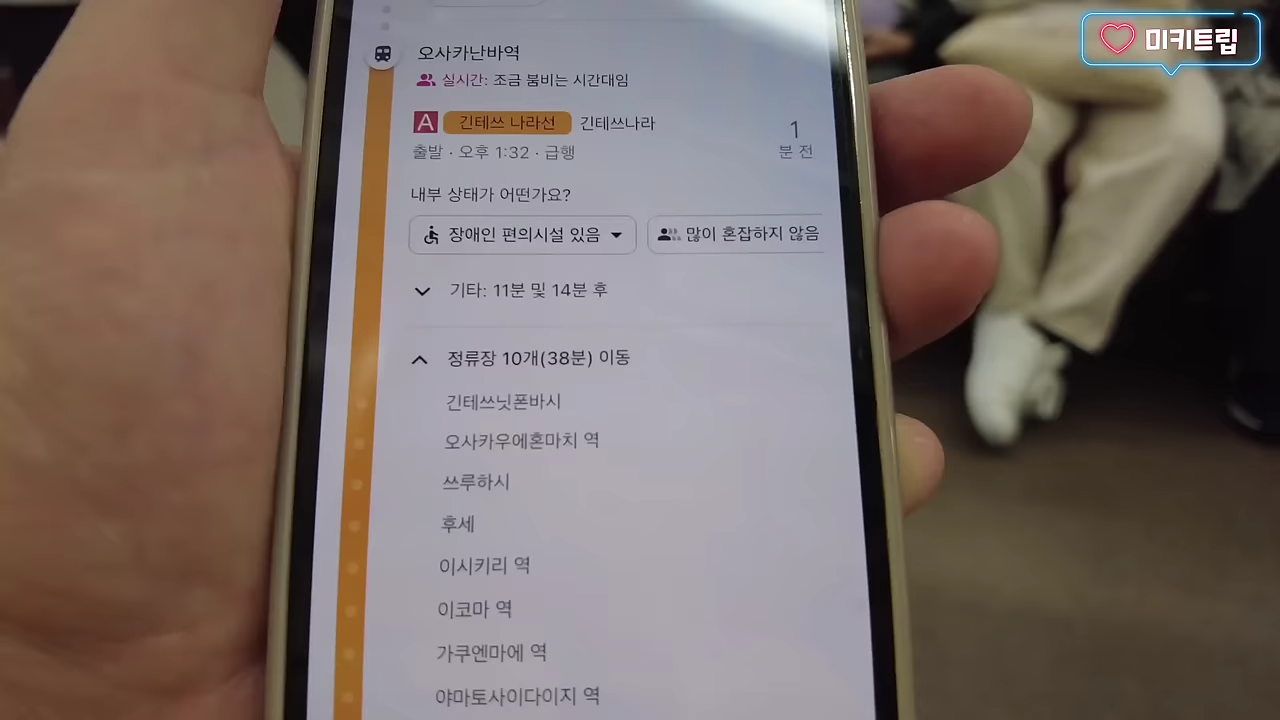 미키트립
오사카난바역
실시간: 조금 붐비는 시간대임
A 긴테쓰 나라선 긴테쓰나라
1
출발 · 오후 1:32 · 급행
분 전
내부 상태가 어떤가요?
장애인 편의시설 있음 많이 혼잡하지 않음
기타: 11분 및 14분 후
정류장 10개(38분) 이동
긴테쓰닛폰바시
오사카우에혼마치 역
쓰루하시
후세
이시키리 역
이코마 역
가쿠엔마에 역
야마토사이다이지 역